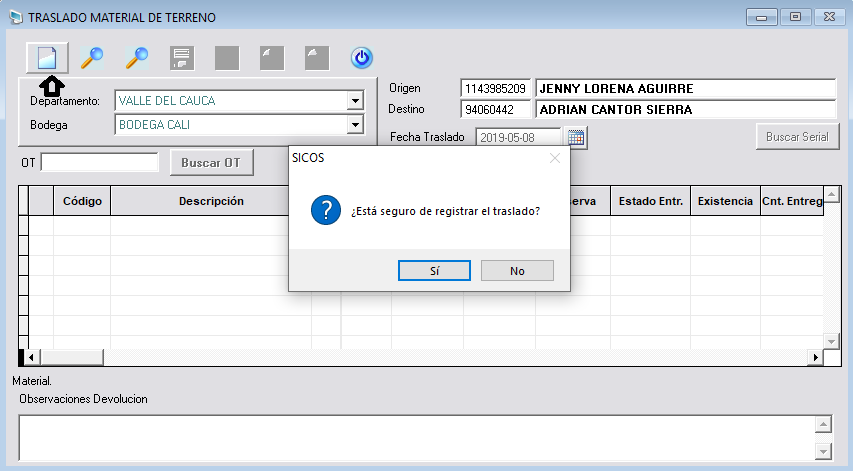 TRASLADO MATERIAL DE TERRENO
Departamento: VALLE DEL CAUCA
Bodega BODEGA CALI
Origen 1143985209 JENNY LORENA AGUIRRE
Destino 94060442 ADRIAN CANTOR SIERRA
Fecha Traslado 2019-05-08 Buscar Serial
OT Buscar OT
SICOS
¿Está seguro de registrar el traslado?
Sí No
Código Descripción serva Estado Entr. Existencia Cnt. Entreg
Material.
Observaciones Devolucion